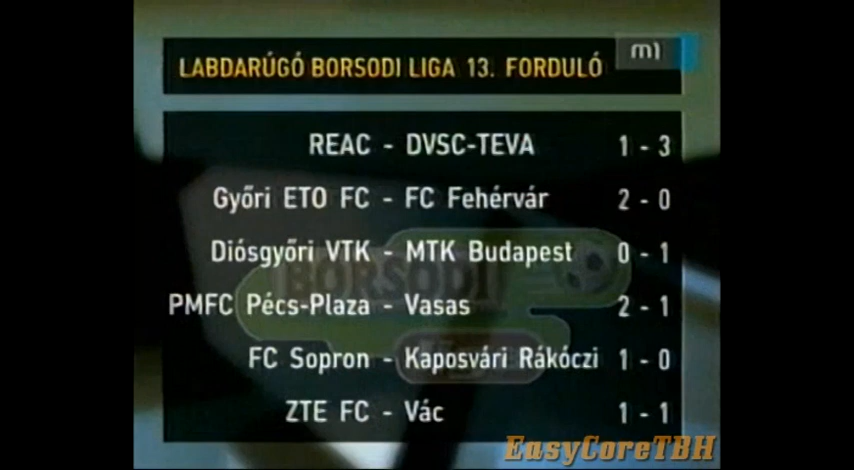 m1
LABDARÚGÓ BORSODI LIGA 13. FORDULÓ
REAC - DVSC-TEVA 1 - 3
Győri ETO FC - FC Fehérvár 2 - 0
Diósgyőri VTK - MTK Budapest 0 - 1
BORSODI
PMFC Pécs-Plaza - Vasas 2 - 1
FC Sopron - Kaposvári Rákóczi 1 - 0
ZTE FC - Vác 1 - 1
EasyCoreTBH